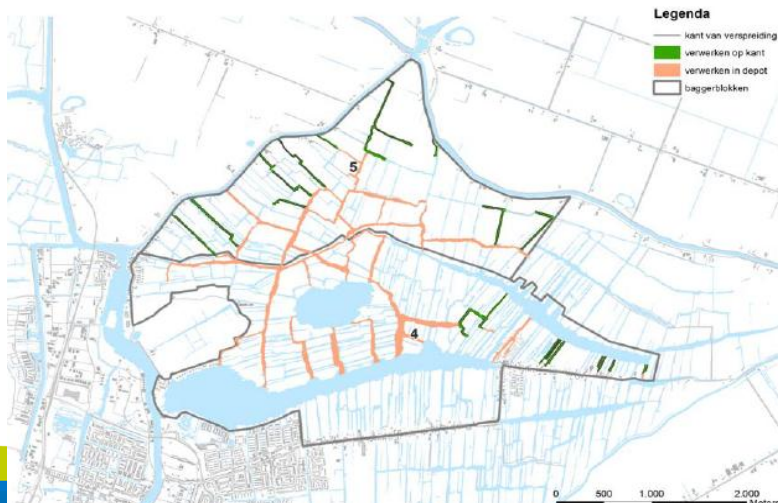 Legenda
kant van verspreiding
verwerken op kant
verwerken in depot
baggerblokken
5
4
0 500 1.000 2.000